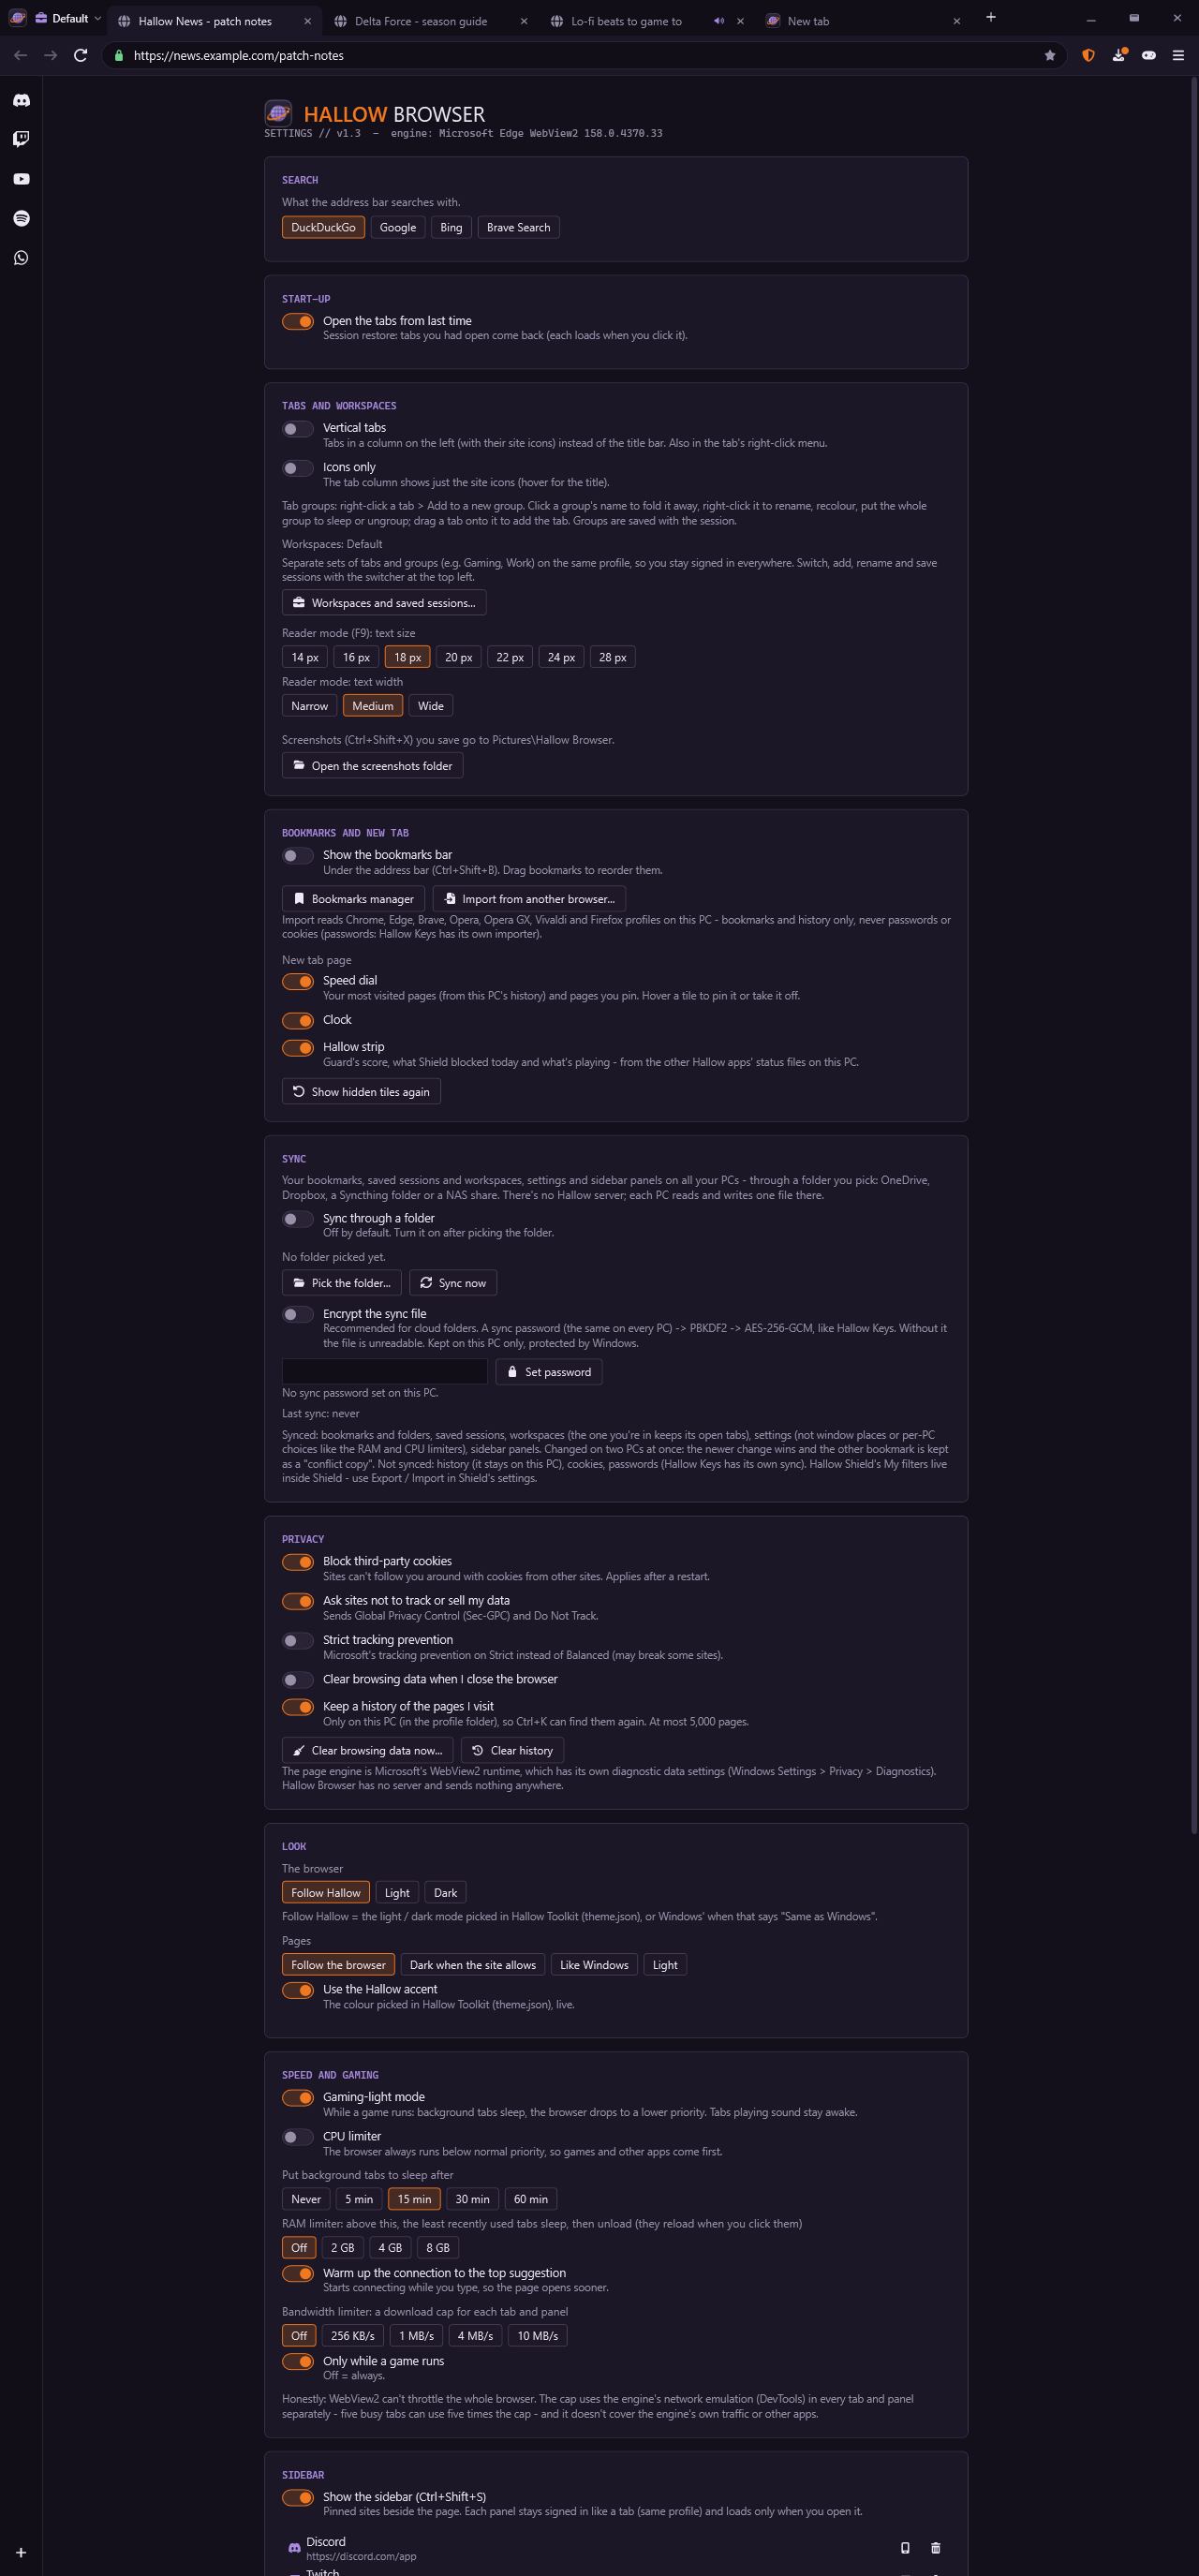 Default
Hallow News - patch notes
Delta Force - season guide
Lo-fi beats to game to
New tab
https://news.example.com/patch-notes
HALLOW BROWSER
SETTINGS // v1.3 – engine: Microsoft Edge WebView2 158.0.4370.33
SEARCH
What the address bar searches with.
DuckDuckGo Google Bing Brave Search
START-UP
Open the tabs from last time
Session restore: tabs you had open come back (each loads when you click it).
TABS AND WORKSPACES
Vertical tabs
Tabs in a column on the left (with their site icons) instead of the title bar. Also in the tab's right-click menu.
Icons only
The tab column shows just the site icons (hover for the title).
Tab groups: right-click a tab > Add to a new group. Click a group's name to fold it away, right-click it to rename, recolour, put the whole
group to sleep or ungroup; drag a tab onto it to add the tab. Groups are saved with the session.
Workspaces: Default
Separate sets of tabs and groups (e.g. Gaming, Work) on the same profile, so you stay signed in everywhere. Switch, add, rename and save
sessions with the switcher at the top left.
Workspaces and saved sessions...
Reader mode (F9): text size
14 px 16 px 18 px 20 px 22 px 24 px 28 px
Reader mode: text width
Narrow Medium Wide
Screenshots (Ctrl+Shift+X) you save go to Pictures\Hallow Browser.
Open the screenshots folder
BOOKMARKS AND NEW TAB
Show the bookmarks bar
Under the address bar (Ctrl+Shift+B). Drag bookmarks to reorder them.
Bookmarks manager Import from another browser...
Import reads Chrome, Edge, Brave, Opera, Opera GX, Vivaldi and Firefox profiles on this PC - bookmarks and history only, never passwords or
cookies (passwords: Hallow Keys has its own importer).
New tab page
Speed dial
Your most visited pages (from this PC's history) and pages you pin. Hover a tile to pin it or take it off.
Clock
Hallow strip
Guard's score, what Shield blocked today and what's playing - from the other Hallow apps' status files on this PC.
Show hidden tiles again
SYNC
Your bookmarks, saved sessions and workspaces, settings and sidebar panels on all your PCs - through a folder you pick: OneDrive,
Dropbox, a Syncthing folder or a NAS share. There's no Hallow server; each PC reads and writes one file there.
Sync through a folder
Off by default. Turn it on after picking the folder.
No folder picked yet.
Pick the folder... Sync now
Encrypt the sync file
Recommended for cloud folders. A sync password (the same on every PC) -> PBKDF2 -> AES-256-GCM, like Hallow Keys. Without it
the file is unreadable. Kept on this PC only, protected by Windows.
Set password
No sync password set on this PC.
Last sync: never
Synced: bookmarks and folders, saved sessions, workspaces (the one you're in keeps its open tabs), settings (not window places or per-PC
choices like the RAM and CPU limiters), sidebar panels. Changed on two PCs at once: the newer change wins and the other bookmark is kept
as a "conflict copy". Not synced: history (it stays on this PC), cookies, passwords (Hallow Keys has its own sync). Hallow Shield's My filters live
inside Shield - use Export / Import in Shield's settings.
PRIVACY
Block third-party cookies
Sites can't follow you around with cookies from other sites. Applies after a restart.
Ask sites not to track or sell my data
Sends Global Privacy Control (Sec-GPC) and Do Not Track.
Strict tracking prevention
Microsoft's tracking prevention on Strict instead of Balanced (may break some sites).
Clear browsing data when I close the browser
Keep a history of the pages I visit
Only on this PC (in the profile folder), so Ctrl+K can find them again. At most 5,000 pages.
Clear browsing data now... Clear history
The page engine is Microsoft's WebView2 runtime, which has its own diagnostic data settings (Windows Settings > Privacy > Diagnostics).
Hallow Browser has no server and sends nothing anywhere.
LOOK
The browser
Follow Hallow Light Dark
Follow Hallow = the light / dark mode picked in Hallow Toolkit (theme.json), or Windows' when that says "Same as Windows".
Pages
Follow the browser Dark when the site allows Like Windows Light
Use the Hallow accent
The colour picked in Hallow Toolkit (theme.json), live.
SPEED AND GAMING
Gaming-light mode
While a game runs: background tabs sleep, the browser drops to a lower priority. Tabs playing sound stay awake.
CPU limiter
The browser always runs below normal priority, so games and other apps come first.
Put background tabs to sleep after
Never 5 min 15 min 30 min 60 min
RAM limiter: above this, the least recently used tabs sleep, then unload (they reload when you click them)
Off 2 GB 4 GB 8 GB
Warm up the connection to the top suggestion
Starts connecting while you type, so the page opens sooner.
Bandwidth limiter: a download cap for each tab and panel
Off 256 KB/s 1 MB/s 4 MB/s 10 MB/s
Only while a game runs
Off = always.
Honestly: WebView2 can't throttle the whole browser. The cap uses the engine's network emulation (DevTools) in every tab and panel
separately - five busy tabs can use five times the cap - and it doesn't cover the engine's own traffic or other apps.
SIDEBAR
Show the sidebar (Ctrl+Shift+S)
Pinned sites beside the page. Each panel stays signed in like a tab (same profile) and loads only when you open it.
Discord
https://discord.com/app
Twitch